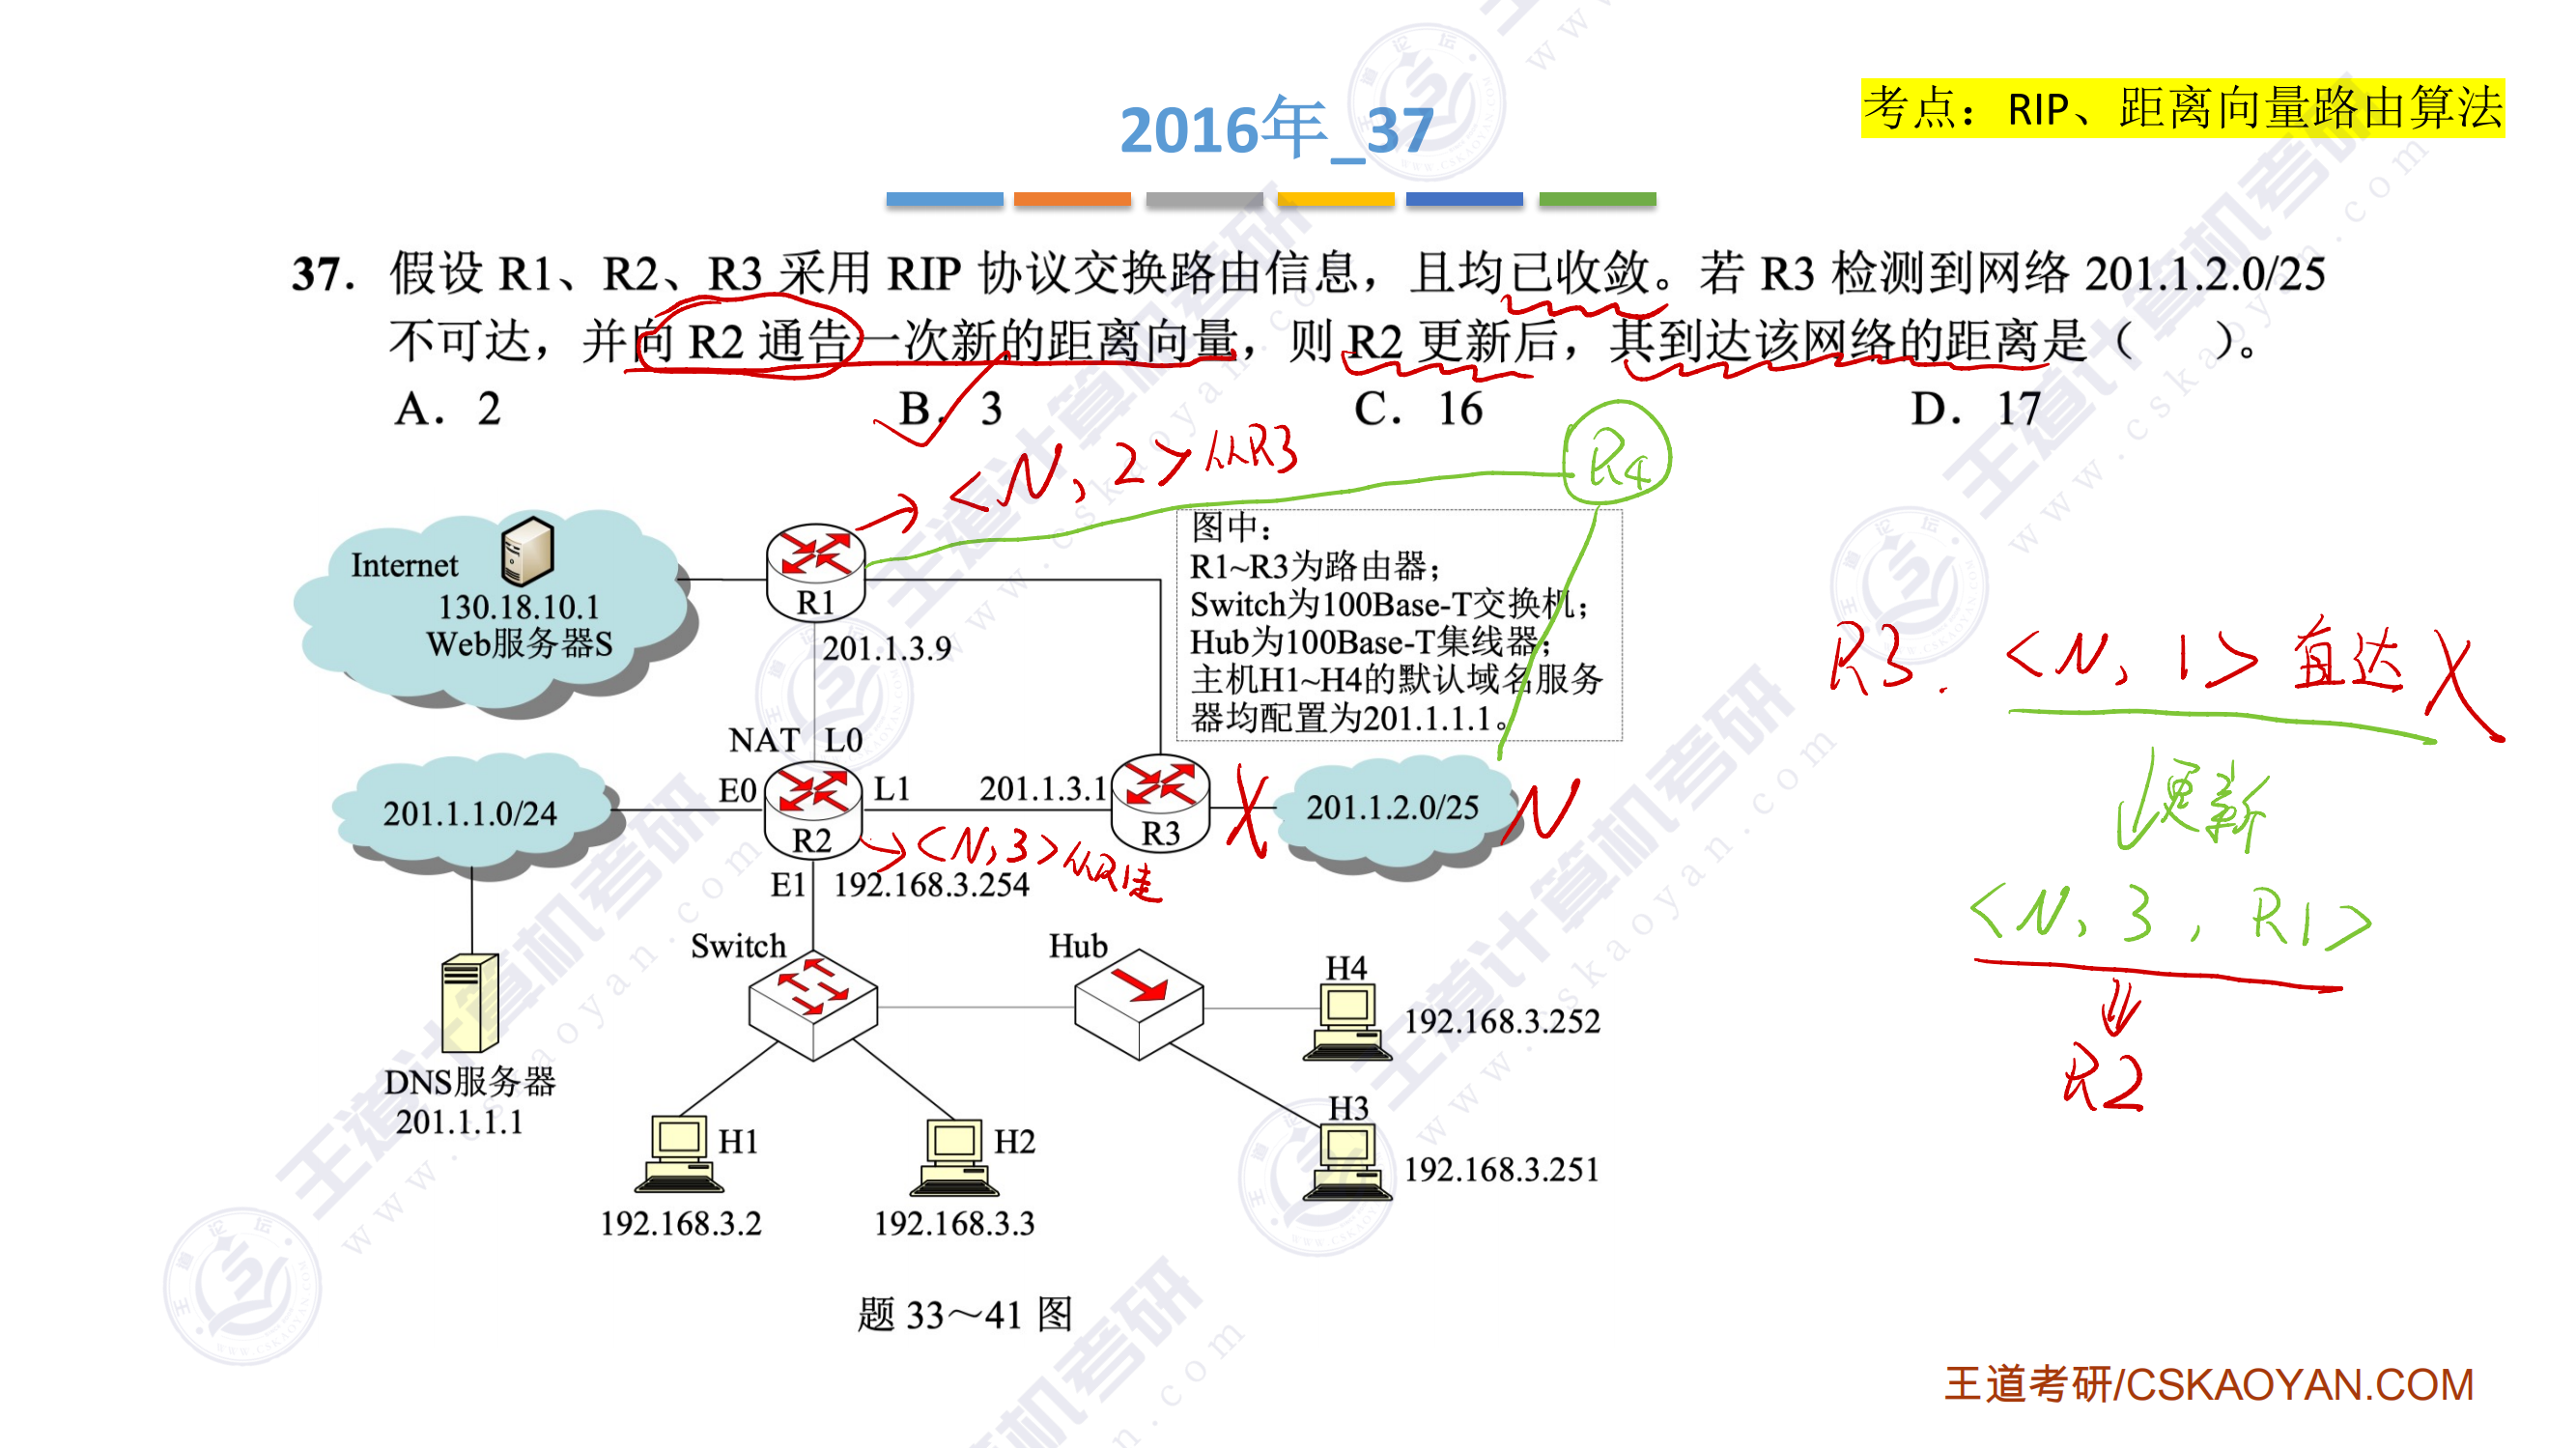 2016年_37
考点：RIP、距离向量路由算法
37. 假设 R1、R2、R3 采用 RIP 协议交换路由信息，且均已收敛。若 R3 检测到网络 201.1.2.0/25
不可达，并向 R2 通告一次新的距离向量，则 R2 更新后，其到达该网络的距离是（　　）。
A. 2
B. 3
C. 16
D. 17
<N, 2> 从R3
R4
图中：
R1~R3为路由器；
Switch为100Base-T交换机；
Hub为100Base-T集线器；
主机H1~H4的默认域名服务
器均配置为201.1.1.1。
Internet
130.18.10.1
Web服务器S
R1
201.1.3.9
R3. <N, 1> 直达 X
更新
<N, 3, R1>
R2
NAT L0
E0
L1
201.1.3.1
201.1.1.0/24
R2
R3
X
201.1.2.0/25
N
<N, 3> 从R1走
E1
192.168.3.254
Switch
Hub
H4
192.168.3.252
DNS服务器
201.1.1.1
H1
H2
H3
192.168.3.251
192.168.3.2
192.168.3.3
题 33～41 图
王道考研/CSKAOYAN.COM
王道计算机考研
www.cskaoyan.com